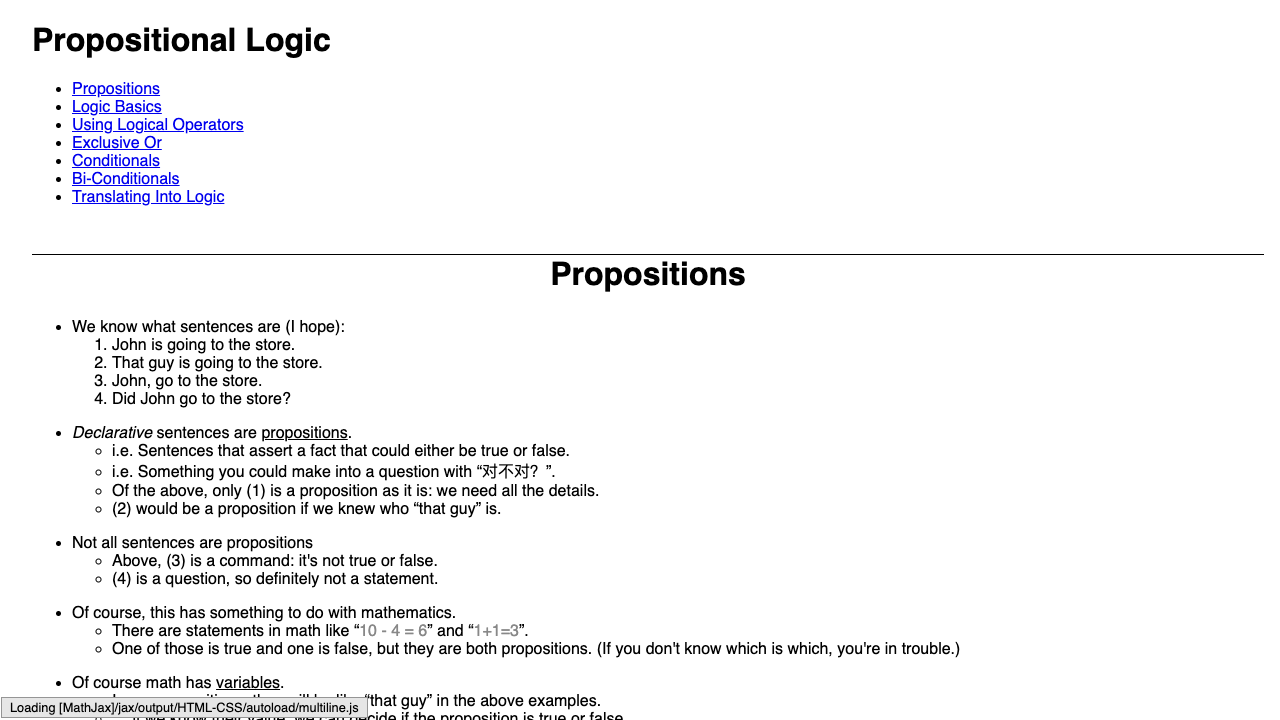 Propositional Logic
• Propositions
• Logic Basics
• Using Logical Operators
• Exclusive Or
• Conditionals
• Bi-Conditionals
• Translating Into Logic
Propositions
• We know what sentences are (I hope):
1. John is going to the store.
2. That guy is going to the store.
3. John, go to the store.
4. Did John go to the store?
• Declarative sentences are propositions.
◦ i.e. Sentences that assert a fact that could either be true or false.
◦ i.e. Something you could make into a question with “对不对？”.
◦ Of the above, only (1) is a proposition as it is: we need all the details.
◦ (2) would be a proposition if we knew who “that guy” is.
• Not all sentences are propositions
◦ Above, (3) is a command: it's not true or false.
◦ (4) is a question, so definitely not a statement.
• Of course, this has something to do with mathematics.
◦ There are statements in math like “10 - 4 = 6” and “1+1=3”.
◦ One of those is true and one is false, but they are both propositions. (If you don't know which is which, you're in trouble.)
• Of course math has variables.
“that guy” in the above examples.
decide if the proposition is true or false.
Loading [MathJax]/jax/output/HTML-CSS/autoload/multiline.js